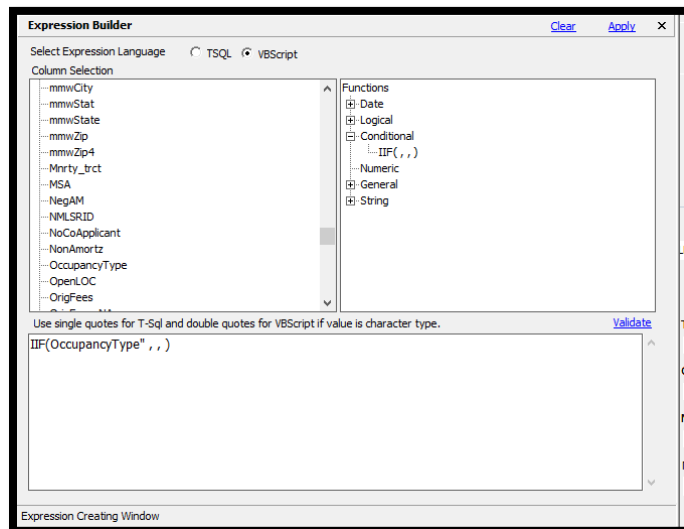 Expression Builder Clear Apply ×
Select Expression Language TSQL VBScript
Column Selection
mmwCity
mmwStat
mmwState
mmwZip
mmwZip4
Mnrty_trct
MSA
NegAM
NMLSRID
NoCoApplicant
NonAmortz
OccupancyType
OpenLOC
OrigFees
Functions
Date
Logical
Conditional
IIF(,,)
Numeric
General
String
Use single quotes for T-Sql and double quotes for VBScript if value is character type. Validate
IIF(OccupancyType" , , )
Expression Creating Window